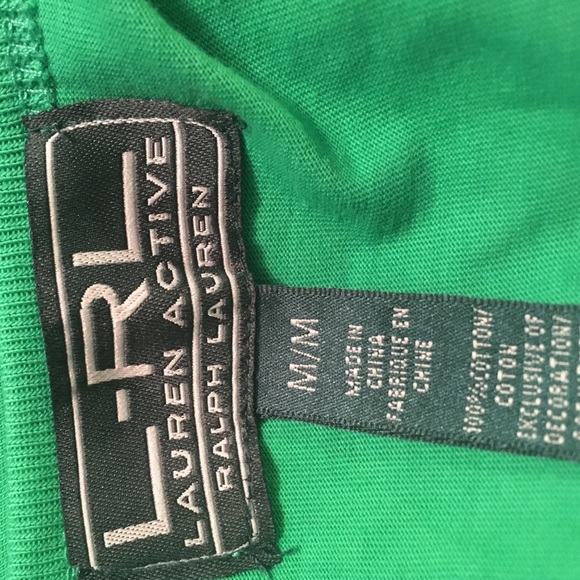 L-RL
LAUREN ACTIVE
RALPH LAUREN
M/M
MADE IN
CHINA
FABRIQUE EN
CHINE
100% COTTON/
COTON
EXCLUSIVE OF
DECORATION/